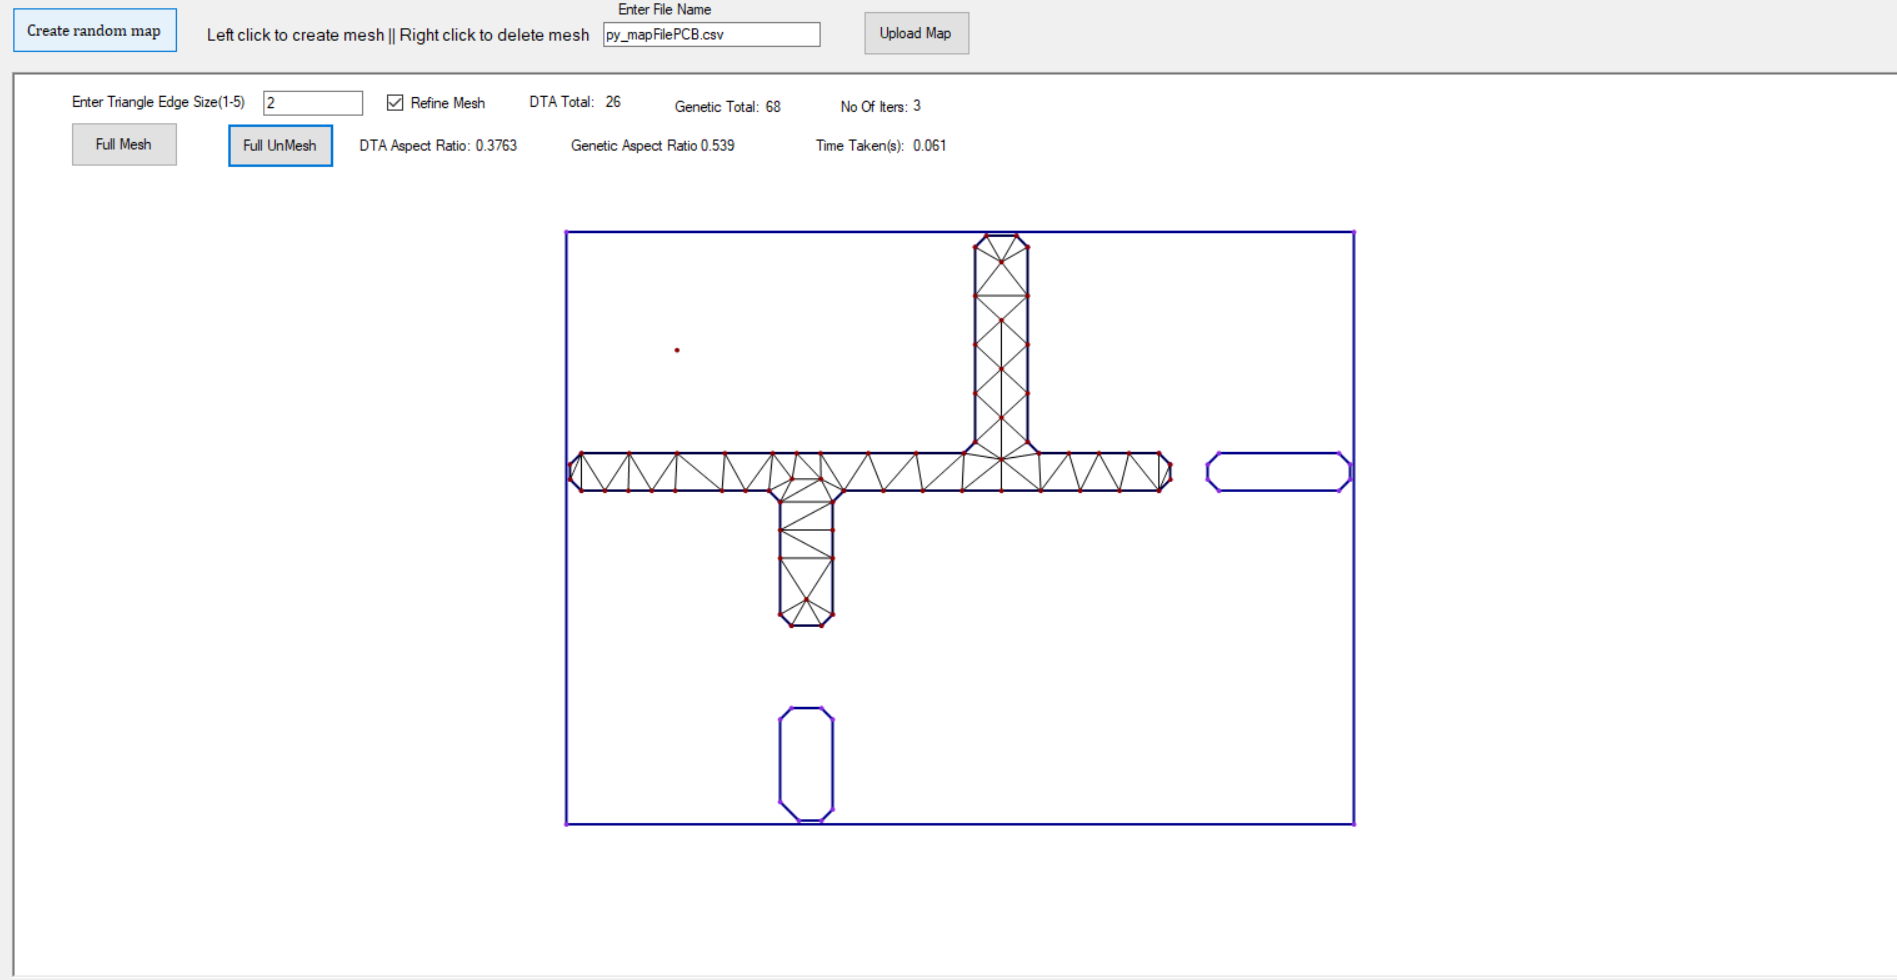 Create random map
Left click to create mesh || Right click to delete mesh
Enter File Name
py_mapFilePCB.csv
Upload Map
Enter Triangle Edge Size(1-5) 2
Refine Mesh
DTA Total: 26
Genetic Total: 68
No Of Iters: 3
Full Mesh
Full UnMesh
DTA Aspect Ratio: 0.3763
Genetic Aspect Ratio 0.539
Time Taken(s): 0.061